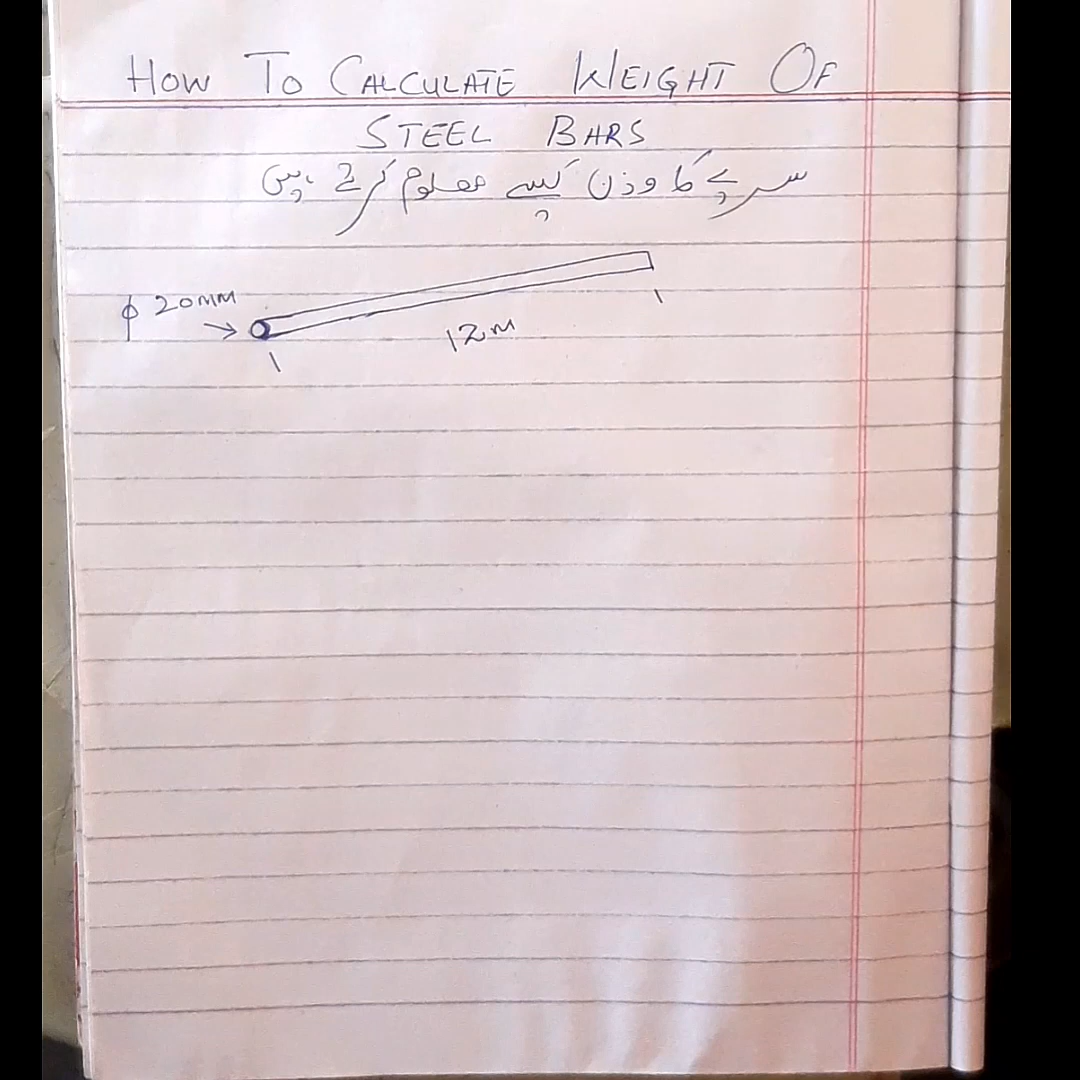 HOW TO CALCULATE WEIGHT OF
STEEL BARS
سریے کا وزن کیسے معلوم کرتے ہیں
ϕ 20mm
12m